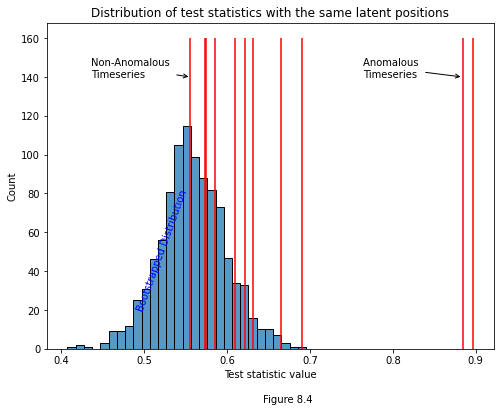 Distribution of test statistics with the same latent positions
160
140
120
100
80
60
40
20
0
Count
Non-Anomalous
Timeseries
Anomalous
Timeseries
Bootstrapped Distribution
0.4 0.5 0.6 0.7 0.8 0.9
Test statistic value
Figure 8.4